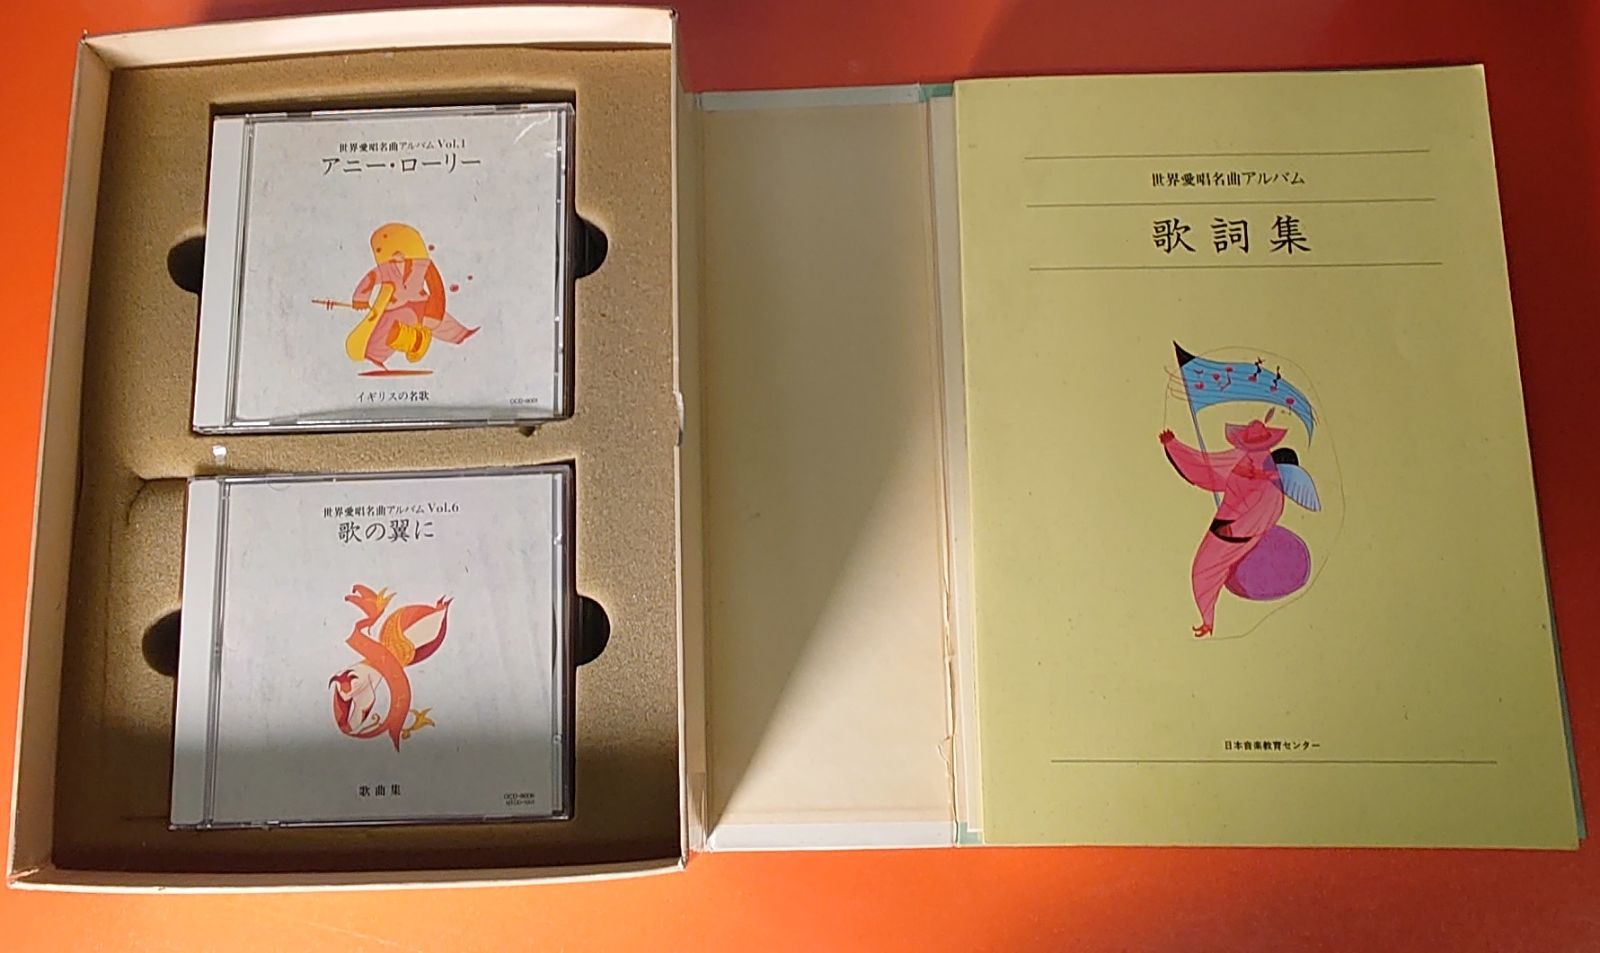 世界愛唱名曲アルバム Vol.1
アニー・ローリー
イギリスの名歌
世界愛唱名曲アルバム Vol.6
歌の翼に
歌曲集
世界愛唱名曲アルバム
歌詞集
日本音楽教育センター